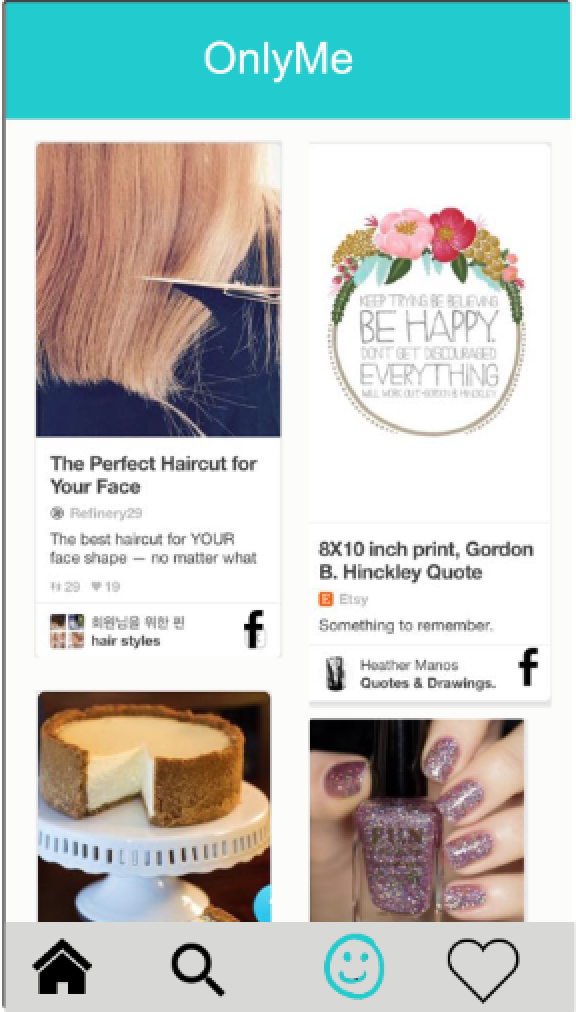 OnlyMe
The Perfect Haircut for
Your Face
Refinery29
The best haircut for YOUR
face shape — no matter what
29 19
회원님을 위한 핀
hair styles
f
KEEP TRYING. BE BELIEVING.
BE HAPPY.
DON'T GET DISCOURAGED
EVERYTHING
WILL WORK OUT-GORDON B. HINCKLEY
8X10 inch print, Gordon
B. Hinckley Quote
E Etsy
Something to remember.
Heather Manos
Quotes & Drawings.
f
FUN